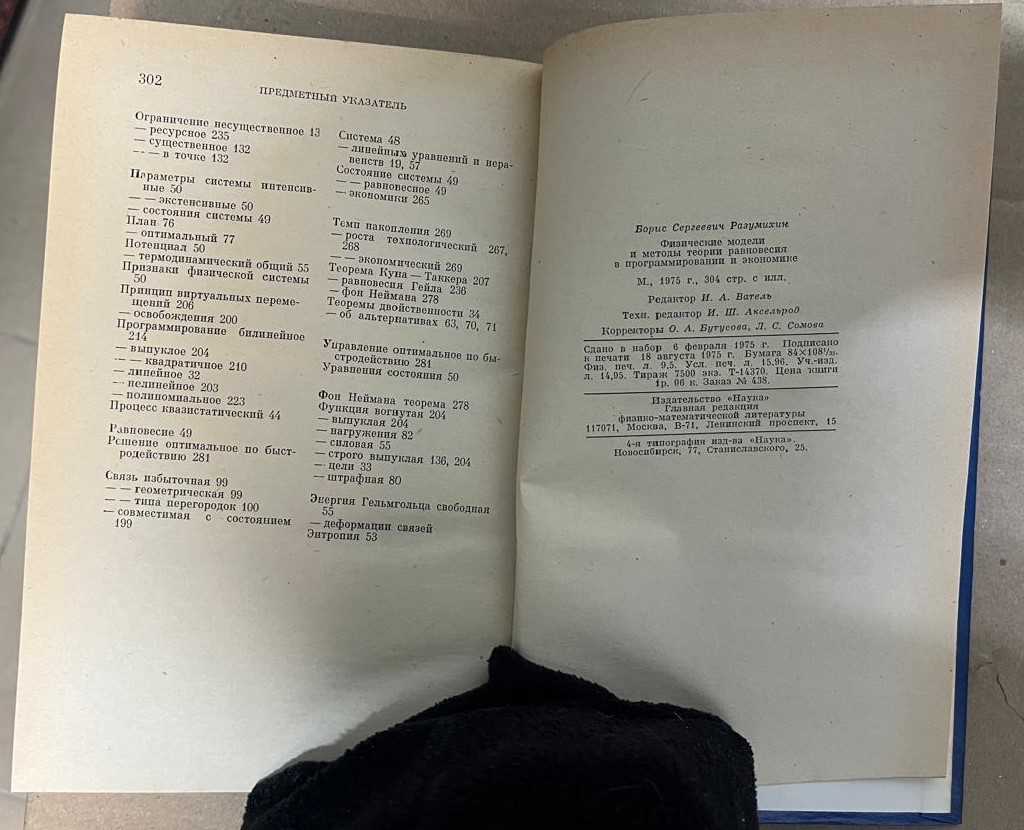 302
ПРЕДМЕТНЫЙ УКАЗАТЕЛЬ
Ограничение несущественное 13
— ресурсное 235
— существенное 132
— — в точке 132
Параметры системы интенсив-
ные 50
— — экстенсивные 50
— состояния системы 49
План 76
— оптимальный 77
Потенциал 50
— термодинамический общий 55
Признаки физической системы
50
Принцип виртуальных переме-
щений 206
— освобождения 200
Программирование билинейное
214
— выпуклое 204
— — квадратичное 210
— линейное 32
— нелинейное 203
— полиномиальное 223
Процесс квазистатический 44
Равновесие 49
Решение оптимальное по быст-
родействию 281
Связь избыточная 99
— — геометрическая 99
— — типа перегородок 100
— совместимая с состоянием
199
Система 48
— линейных уравнений и нера-
венств 19, 57
Состояние системы 49
— — равновесное 49
— экономики 265
Темп накопления 269
— роста технологический 267,
268
— — экономический 269
Теорема Куна — Таккера 207
— равновесия Гейла 236
— фон Неймана 278
Теоремы двойственности 34
— об альтернативах 63, 70, 71
Управление оптимальное по бы-
стродействию 281
Уравнения состояния 50
Фон Неймана теорема 278
Функция вогнутая 204
— выпуклая 204
— нагружения 82
— силовая 55
— строго выпуклая 136, 204
— цели 33
— штрафная 80
Энергия Гельмгольца свободная
55
— деформации связей
Энтропия 53
Борис Сергеевич Разумихин
Физические модели
и методы теории равновесия
в программировании и экономике
М., 1975 г., 304 стр. с илл.
Редактор И. А. Ватель
Техн. редактор И. Ш. Аксельрод
Корректоры О. А. Бутусова, Л. С. Сомова
Сдано в набор 6 февраля 1975 г. Подписано
к печати 18 августа 1975 г. Бумага 84×108¹/₃₂.
Физ. печ. л. 9,5. Усл. печ. л. 15,96. Уч.-изд.
л. 14,95. Тираж 7500 экз. Т-14370. Цена книги
1р. 06 к. Заказ № 438.
Издательство «Наука»
Главная редакция
физико-математической литературы
117071, Москва, В-71, Ленинский проспект, 15
4-я типография изд-ва «Наука».
Новосибирск, 77, Станиславского, 25.